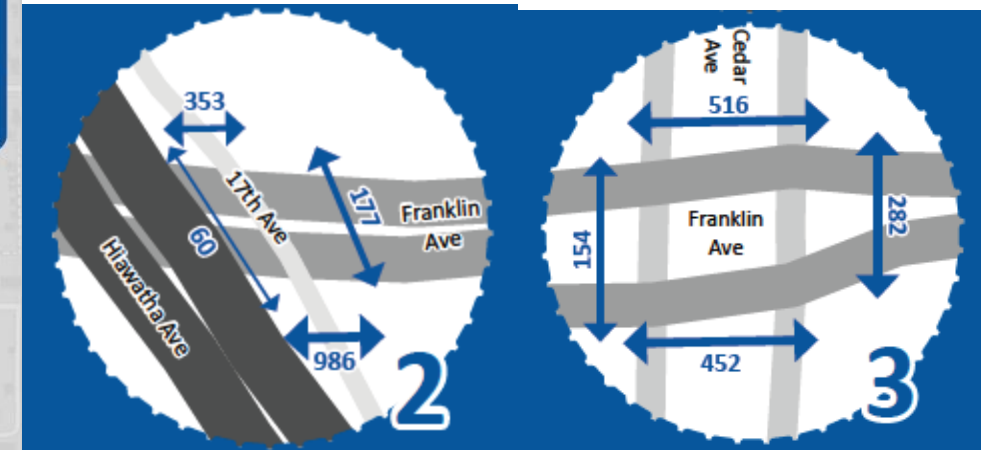 353
17th Ave
177
Franklin
Ave
60
Hiawatha Ave
986
2
Cedar
Ave
516
Franklin
Ave
282
154
452
3